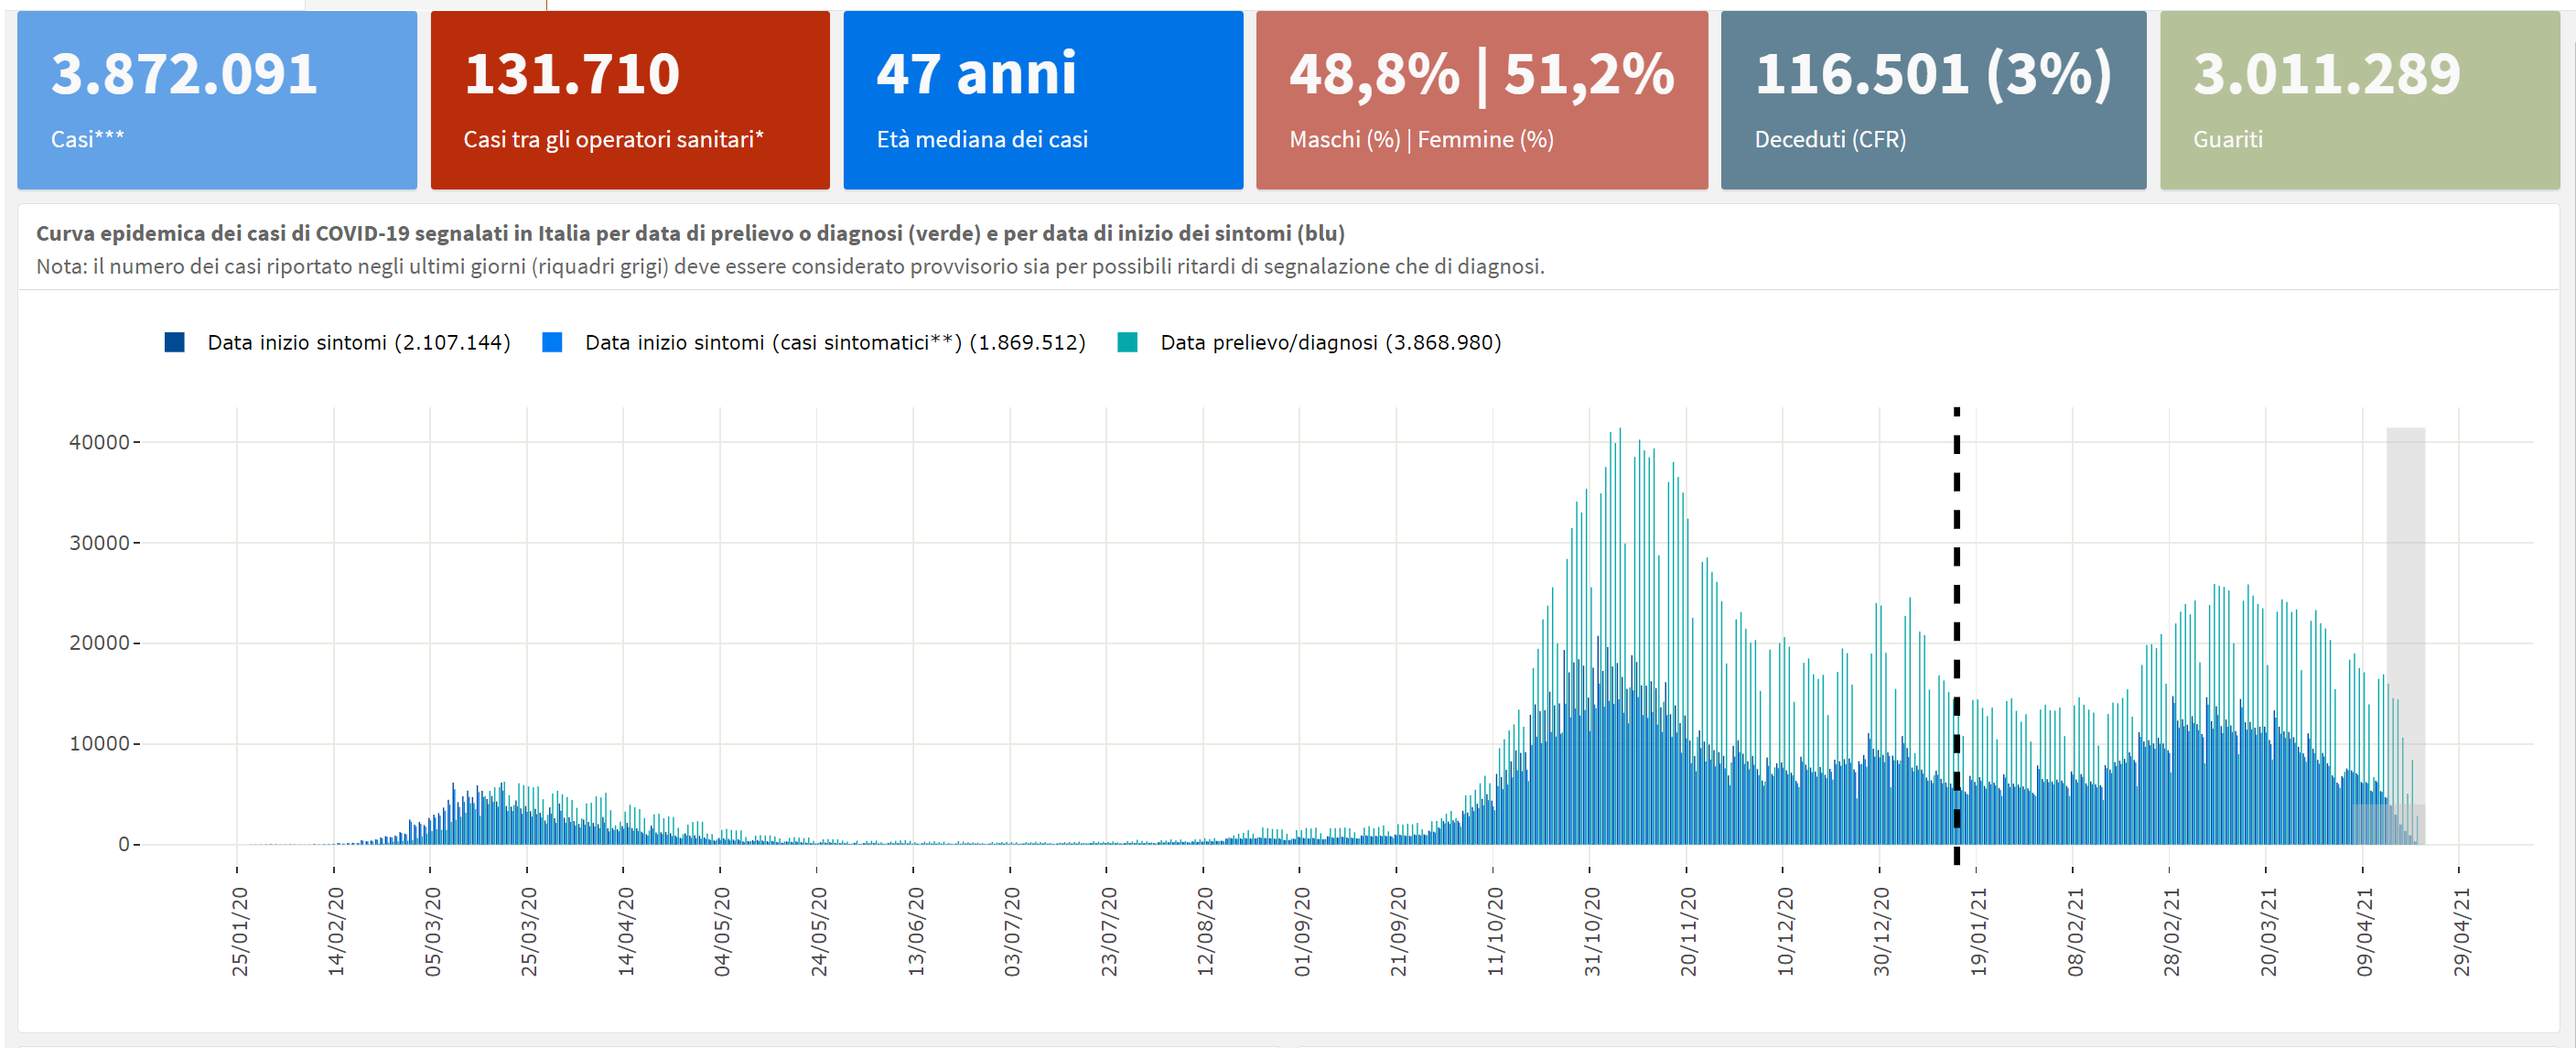 3.872.091
Casi***
131.710
Casi tra gli operatori sanitari*
47 anni
Età mediana dei casi
48,8% | 51,2%
Maschi (%) | Femmine (%)
116.501 (3%)
Deceduti (CFR)
3.011.289
Guariti
Curva epidemica dei casi di COVID-19 segnalati in Italia per data di prelievo o diagnosi (verde) e per data di inizio dei sintomi (blu)
Nota: il numero dei casi riportato negli ultimi giorni (riquadri grigi) deve essere considerato provvisorio sia per possibili ritardi di segnalazione che di diagnosi.
Data inizio sintomi (2.107.144)
Data inizio sintomi (casi sintomatici**) (1.869.512)
Data prelievo/diagnosi (3.868.980)
40000
30000
20000
10000
0
25/01/20
14/02/20
05/03/20
25/03/20
14/04/20
04/05/20
24/05/20
13/06/20
03/07/20
23/07/20
12/08/20
01/09/20
21/09/20
11/10/20
31/10/20
20/11/20
10/12/20
30/12/20
19/01/21
08/02/21
28/02/21
20/03/21
09/04/21
29/04/21